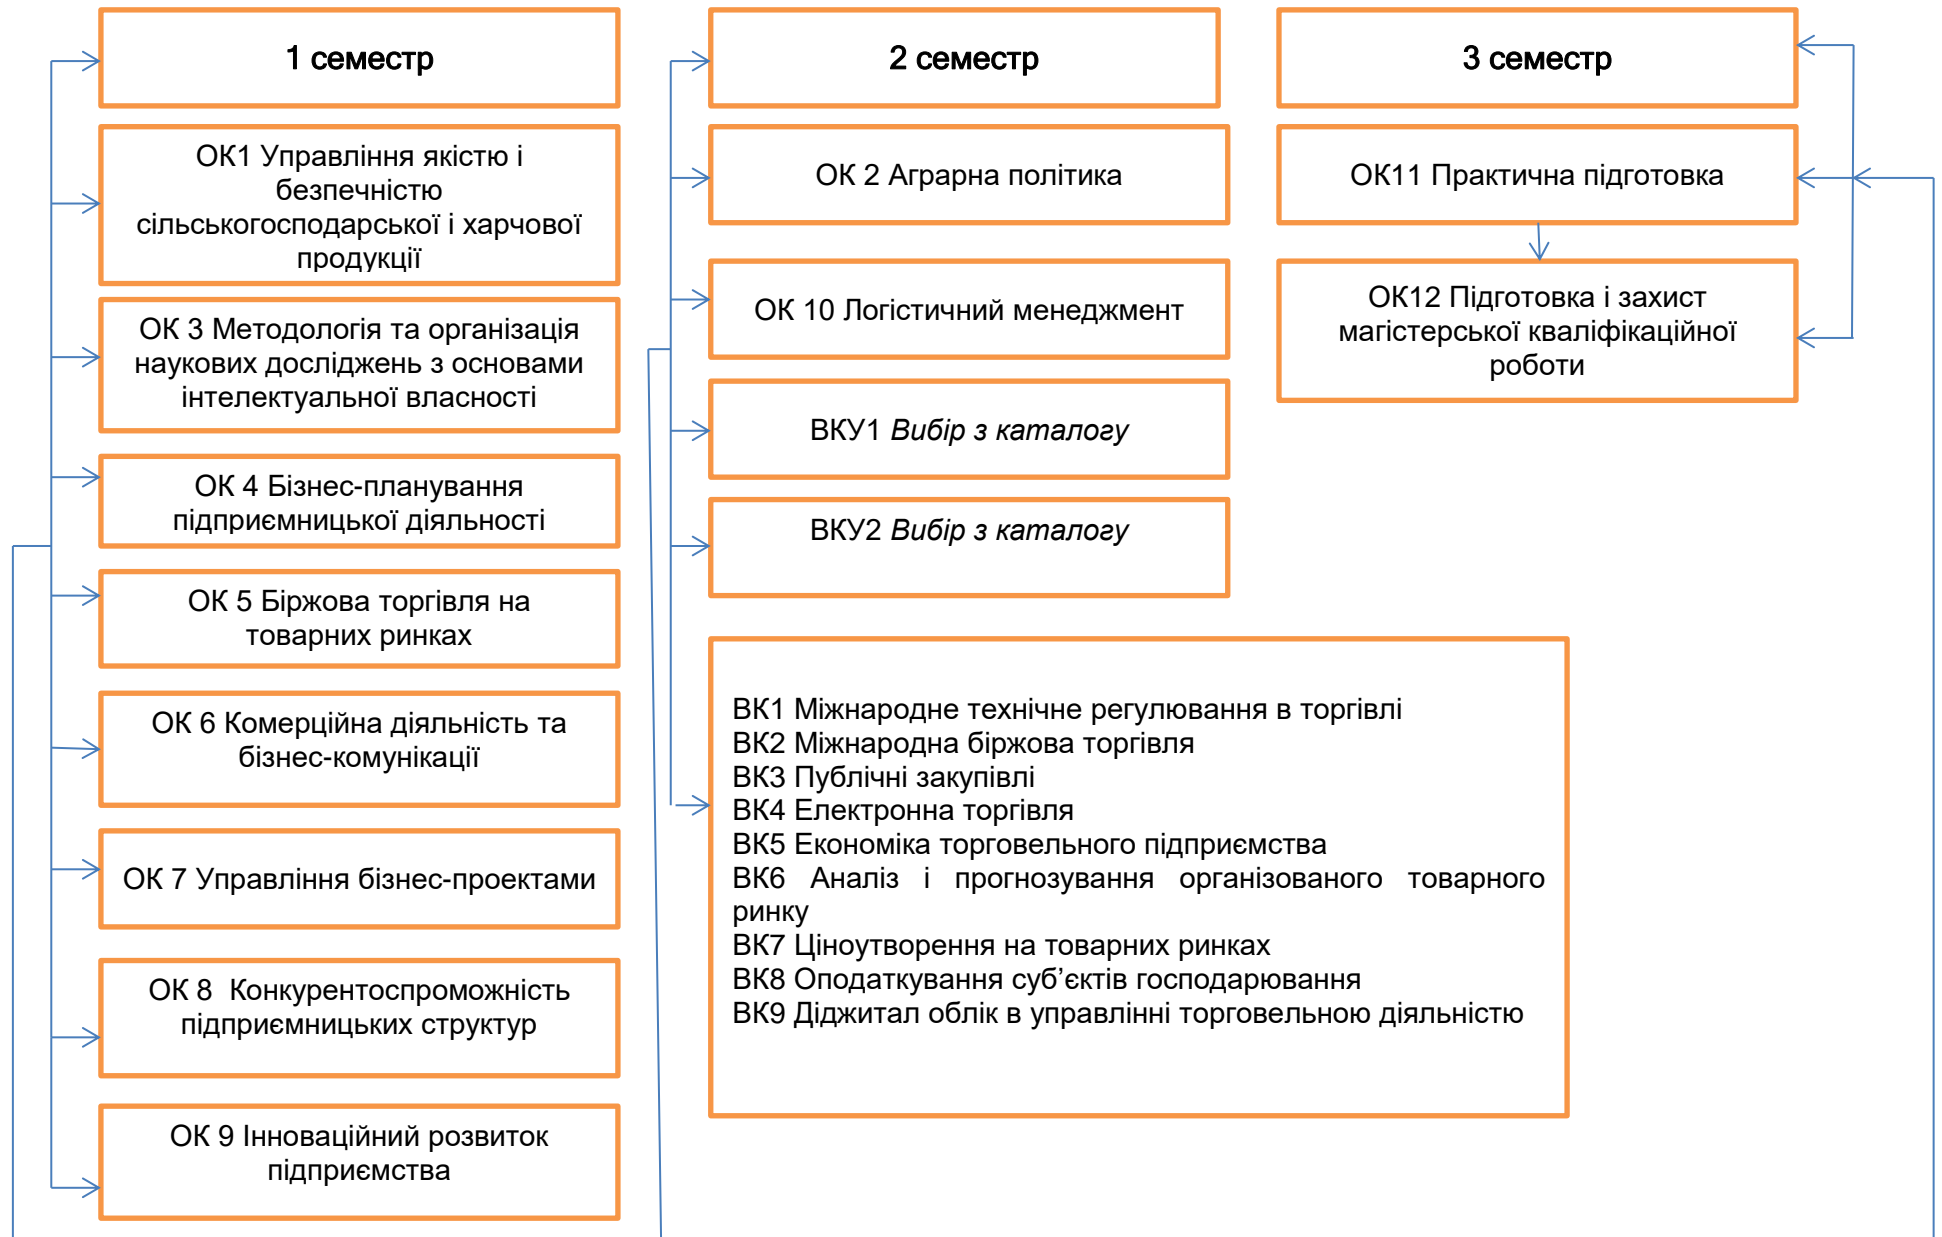 1 семестр
ОК1 Управління якістю і
безпечністю
сільськогосподарської і харчової
продукції
ОК 3 Методологія та організація
наукових досліджень з основами
інтелектуальної власності
ОК 4 Бізнес-планування
підприємницької діяльності
ОК 5 Біржова торгівля на
товарних ринках
ОК 6 Комерційна діяльність та
бізнес-комунікації
ОК 7 Управління бізнес-проектами
ОК 8  Конкурентоспроможність
підприємницьких структур
ОК 9 Інноваційний розвиток
підприємства
2 семестр
ОК 2 Аграрна політика
ОК 10 Логістичний менеджмент
ВКУ1 Вибір з каталогу
ВКУ2 Вибір з каталогу
ВК1 Міжнародне технічне регулювання в торгівлі
ВК2 Міжнародна біржова торгівля
ВК3 Публічні закупівлі
ВК4 Електронна торгівля
ВК5 Економіка торговельного підприємства
ВК6 Аналіз і прогнозування організованого товарного
ринку
ВК7 Ціноутворення на товарних ринках
ВК8 Оподаткування суб’єктів господарювання
ВК9 Діджитал облік в управлінні торговельною діяльністю
3 семестр
ОК11 Практична підготовка
ОК12 Підготовка і захист
магістерської кваліфікаційної
роботи